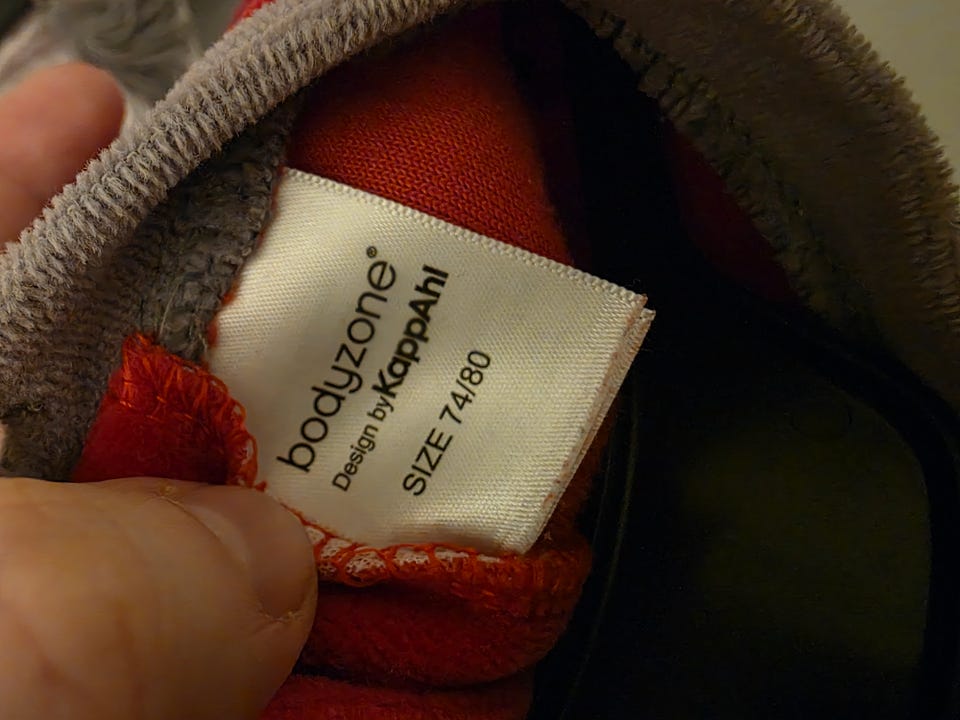 bodyzone®
Design by KappAhl
SIZE 74/80